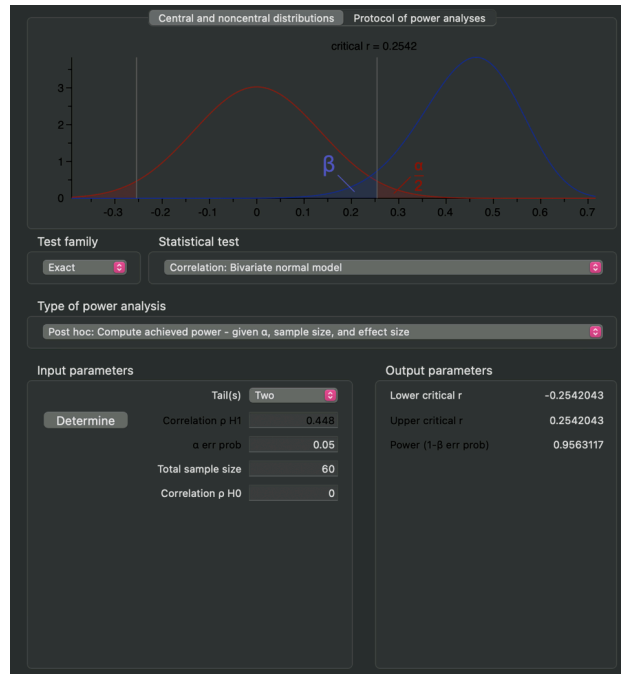 Central and noncentral distributions Protocol of power analyses
critical r = 0.2542
3
2
1
0
β
α
2
-0.3 -0.2 -0.1 0 0.1 0.2 0.3 0.4 0.5 0.6 0.7
Test family Statistical test
Exact Correlation: Bivariate normal model
Type of power analysis
Post hoc: Compute achieved power - given α, sample size, and effect size
Input parameters Output parameters
Tail(s) Two Lower critical r -0.2542043
Determine Correlation ρ H1 0.448 Upper critical r 0.2542043
α err prob 0.05 Power (1-β err prob) 0.9563117
Total sample size 60
Correlation ρ H0 0